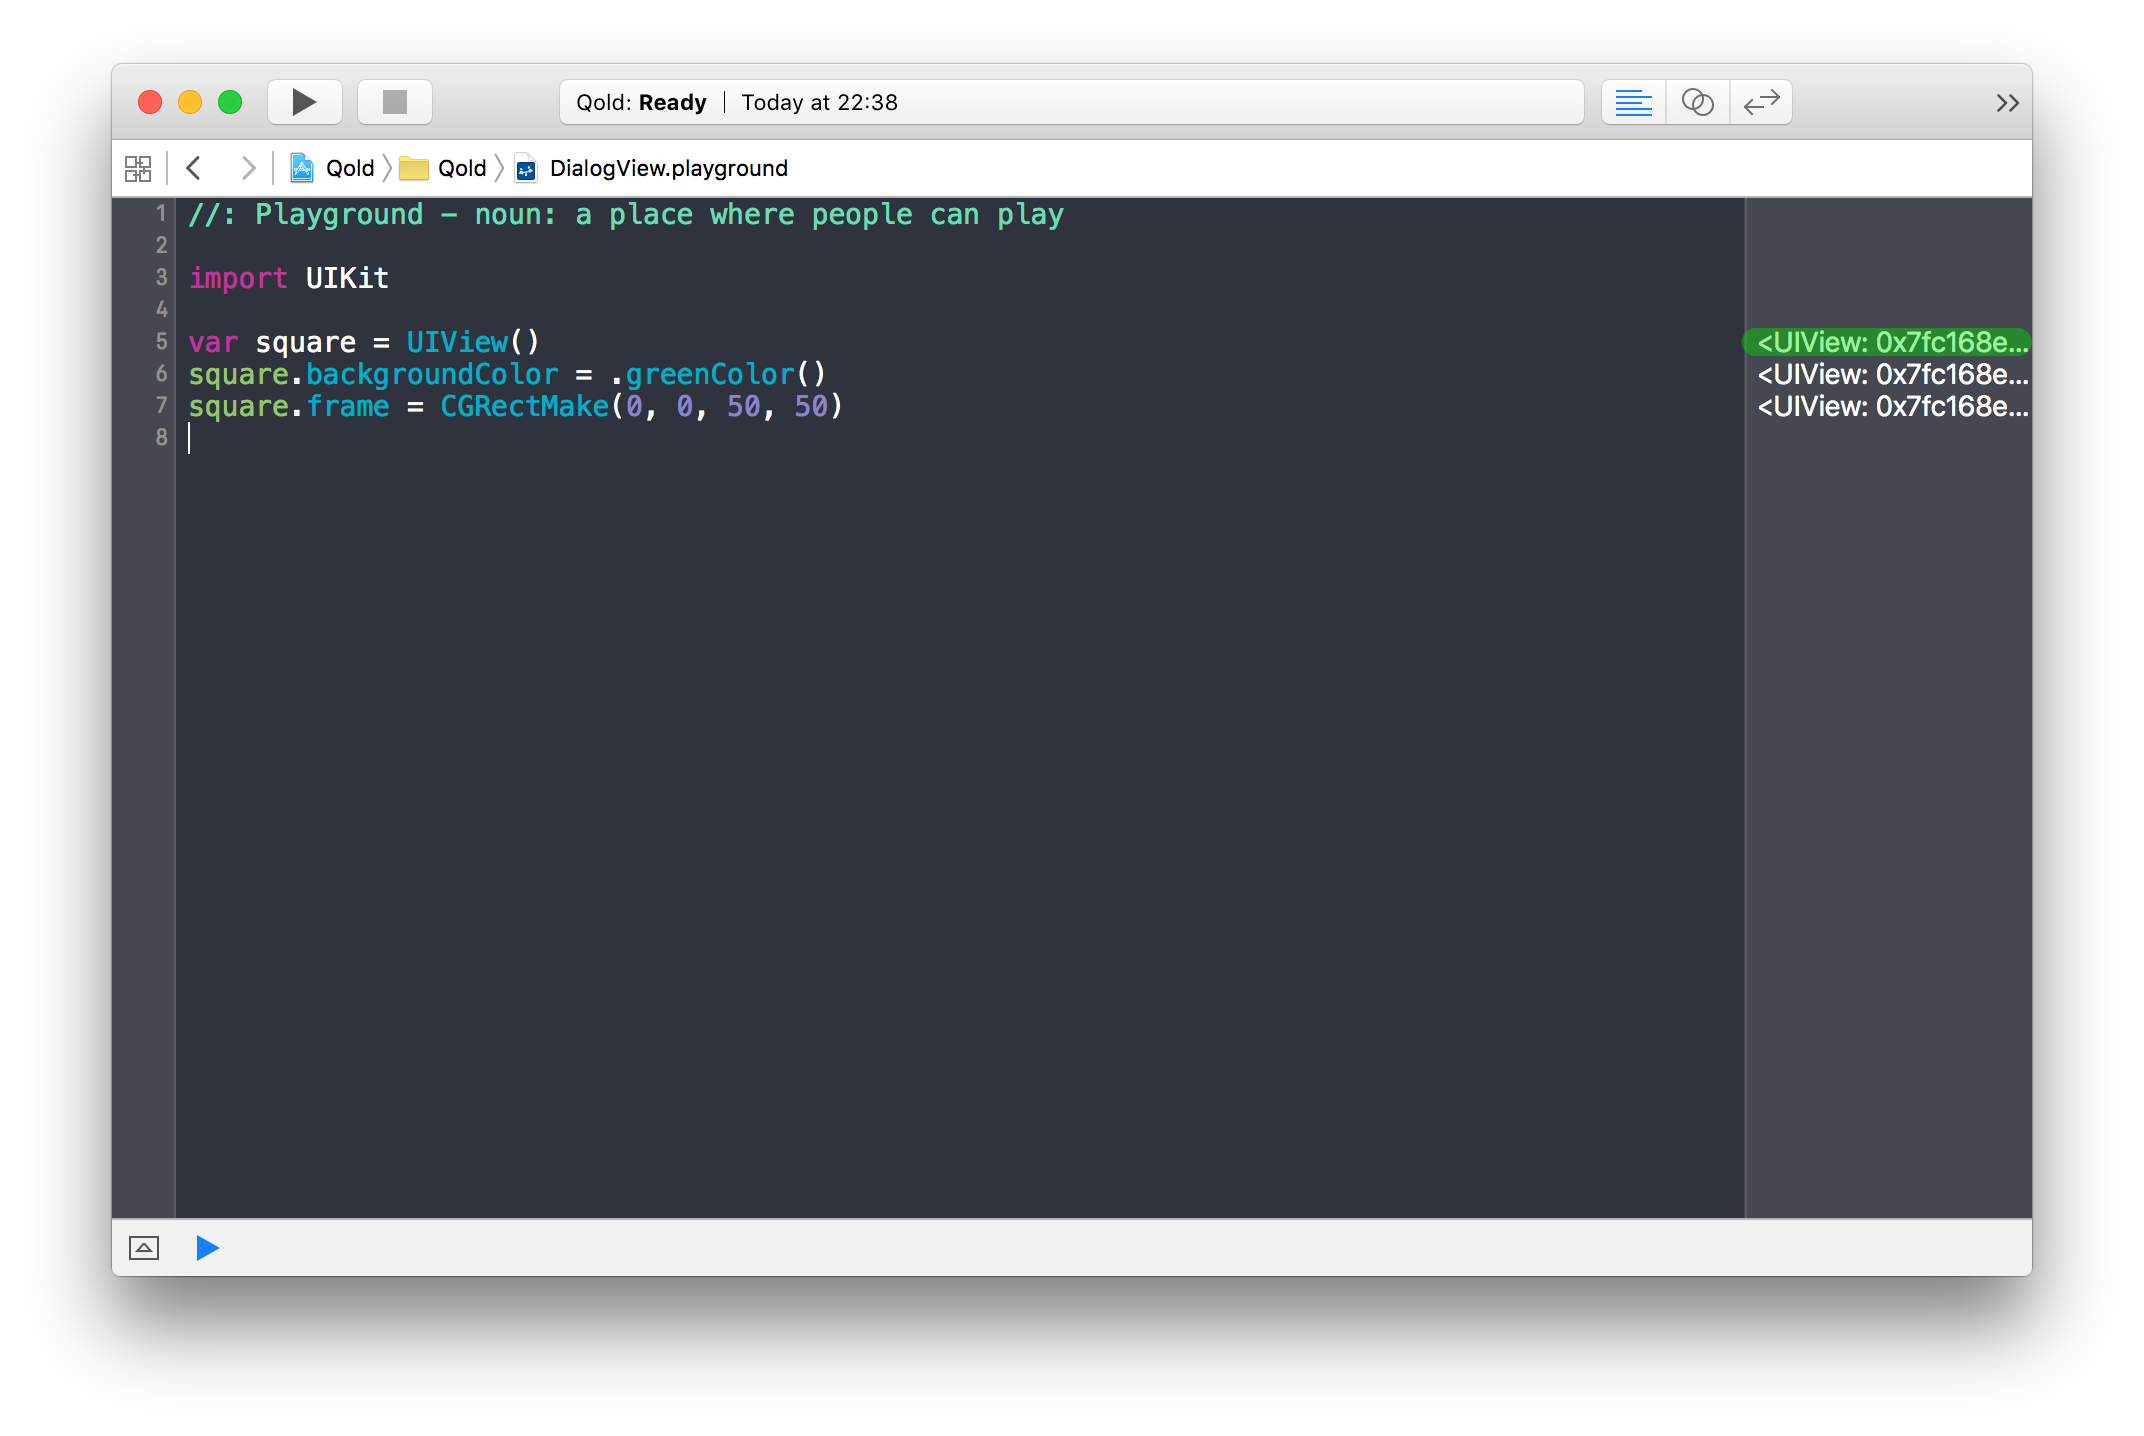 Qold: Ready | Today at 22:38
Qold 〉 Qold 〉 DialogView.playground
1 //: Playground - noun: a place where people can play
2
3 import UIKit
4
5 var square = UIView() <UIView: 0x7fc168e...
6 square.backgroundColor = .greenColor() <UIView: 0x7fc168e...
7 square.frame = CGRectMake(0, 0, 50, 50) <UIView: 0x7fc168e...
8